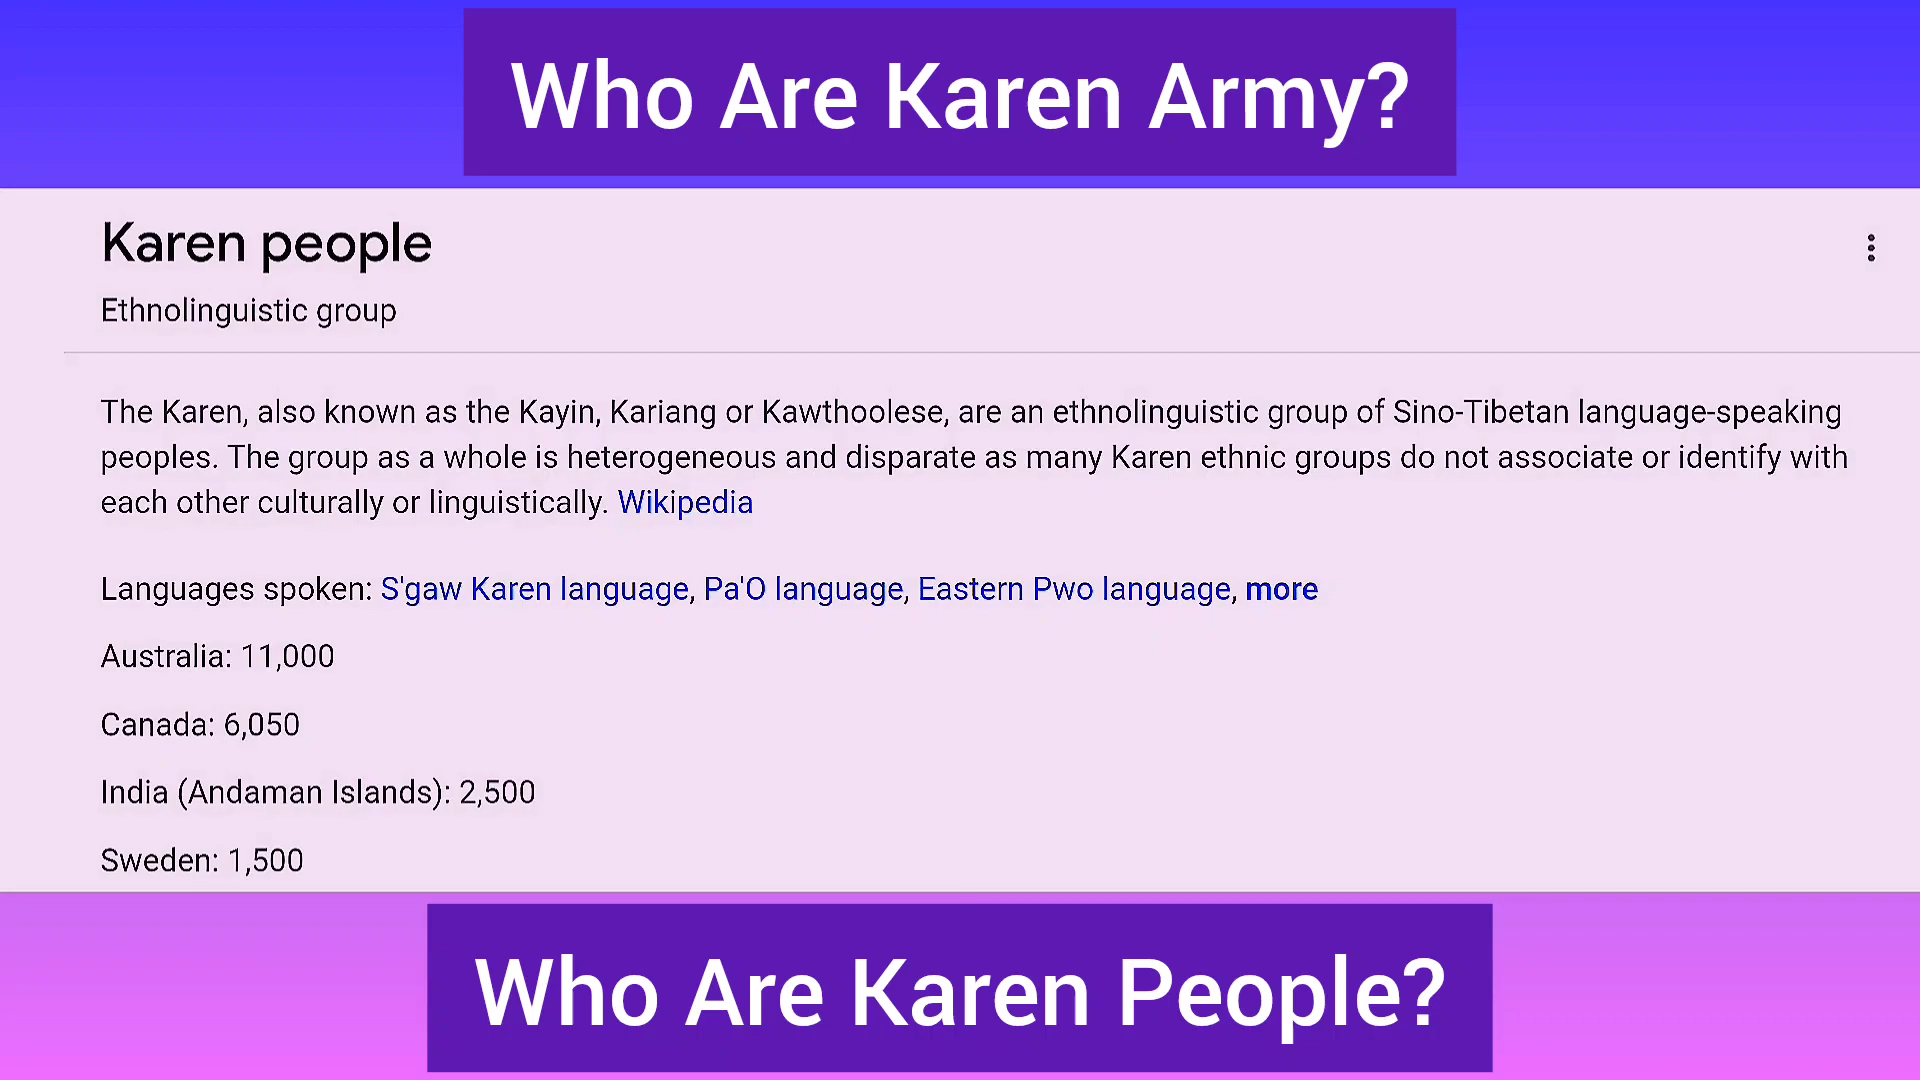 Who Are Karen Army?
Karen people
Ethnolinguistic group
The Karen, also known as the Kayin, Kariang or Kawthoolese, are an ethnolinguistic group of Sino-Tibetan language-speaking
peoples. The group as a whole is heterogeneous and disparate as many Karen ethnic groups do not associate or identify with
each other culturally or linguistically. Wikipedia
Languages spoken: S'gaw Karen language, Pa'O language, Eastern Pwo language, more
Australia: 11,000
Canada: 6,050
India (Andaman Islands): 2,500
Sweden: 1,500
Who Are Karen People?